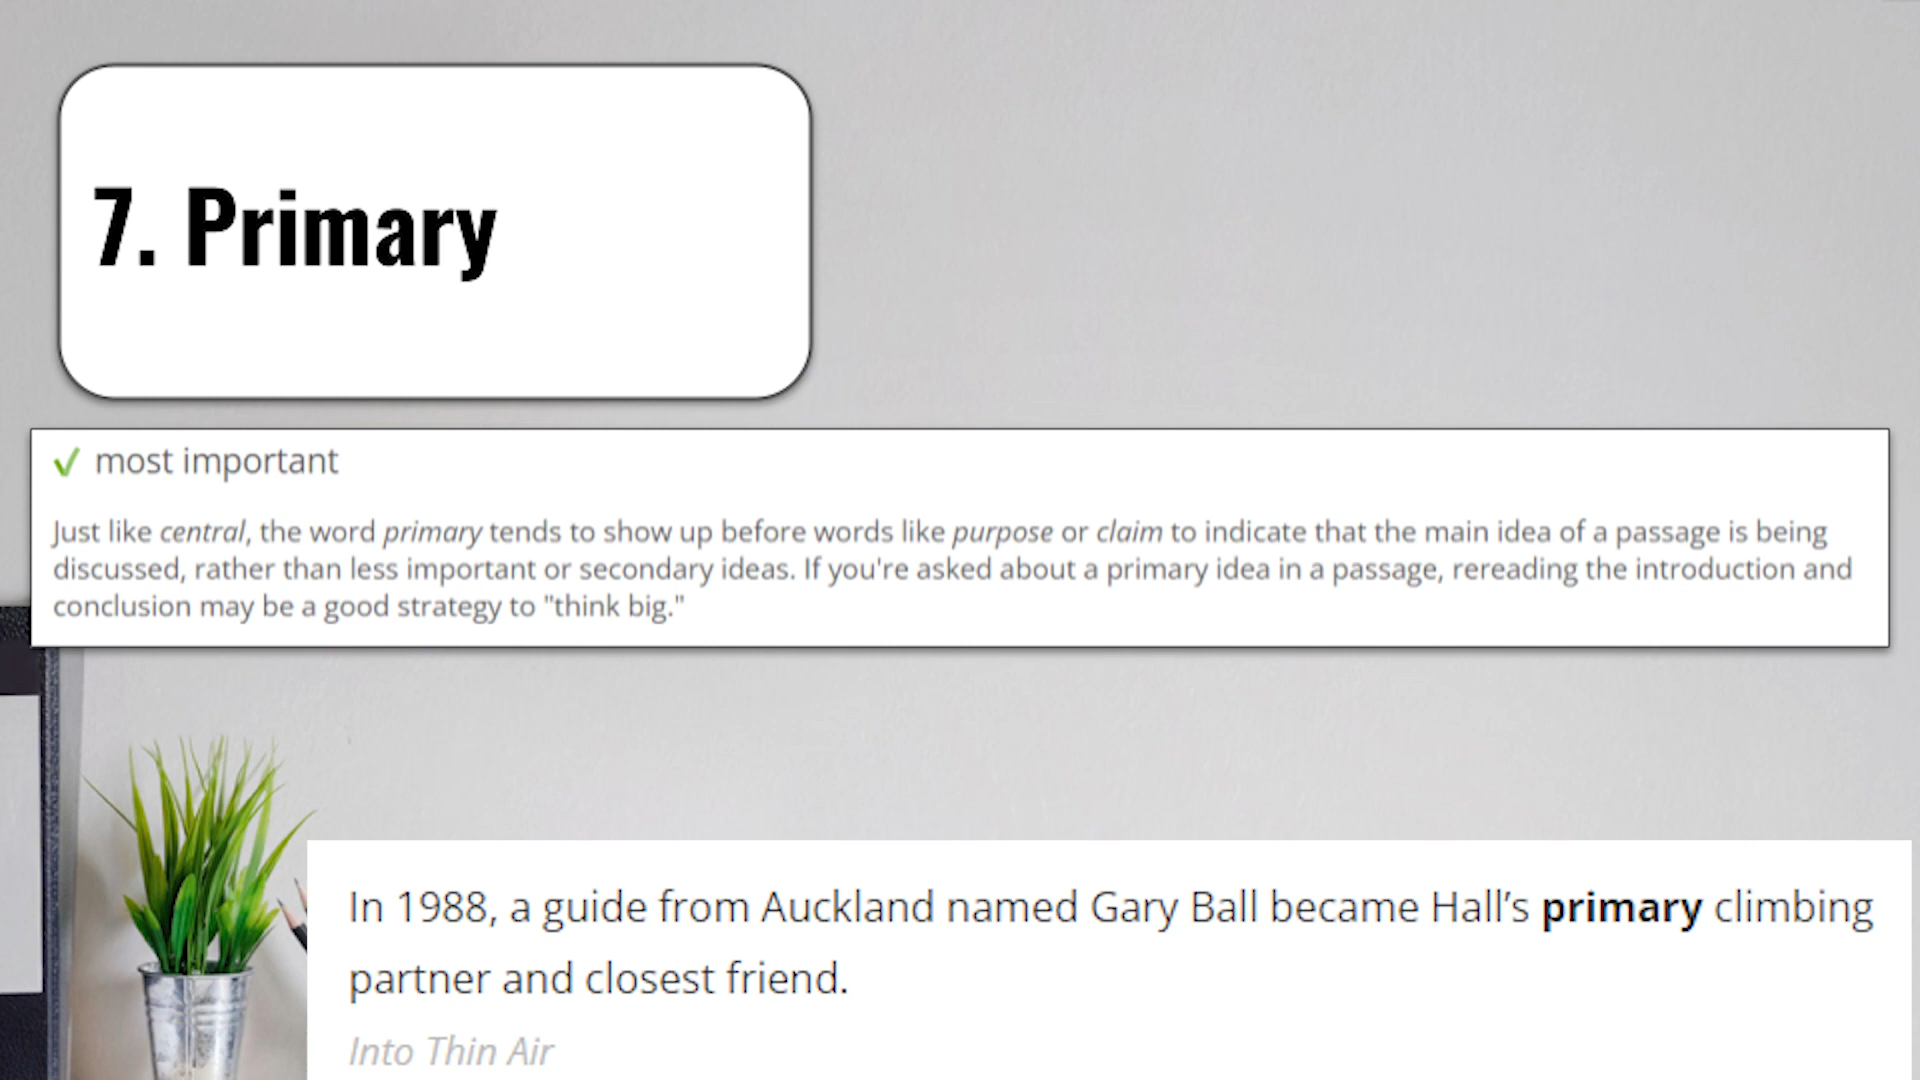 7. Primary
✓ most important
Just like central, the word primary tends to show up before words like purpose or claim to indicate that the main idea of a passage is being
discussed, rather than less important or secondary ideas. If you're asked about a primary idea in a passage, rereading the introduction and
conclusion may be a good strategy to "think big."
In 1988, a guide from Auckland named Gary Ball became Hall’s primary climbing
partner and closest friend.
Into Thin Air